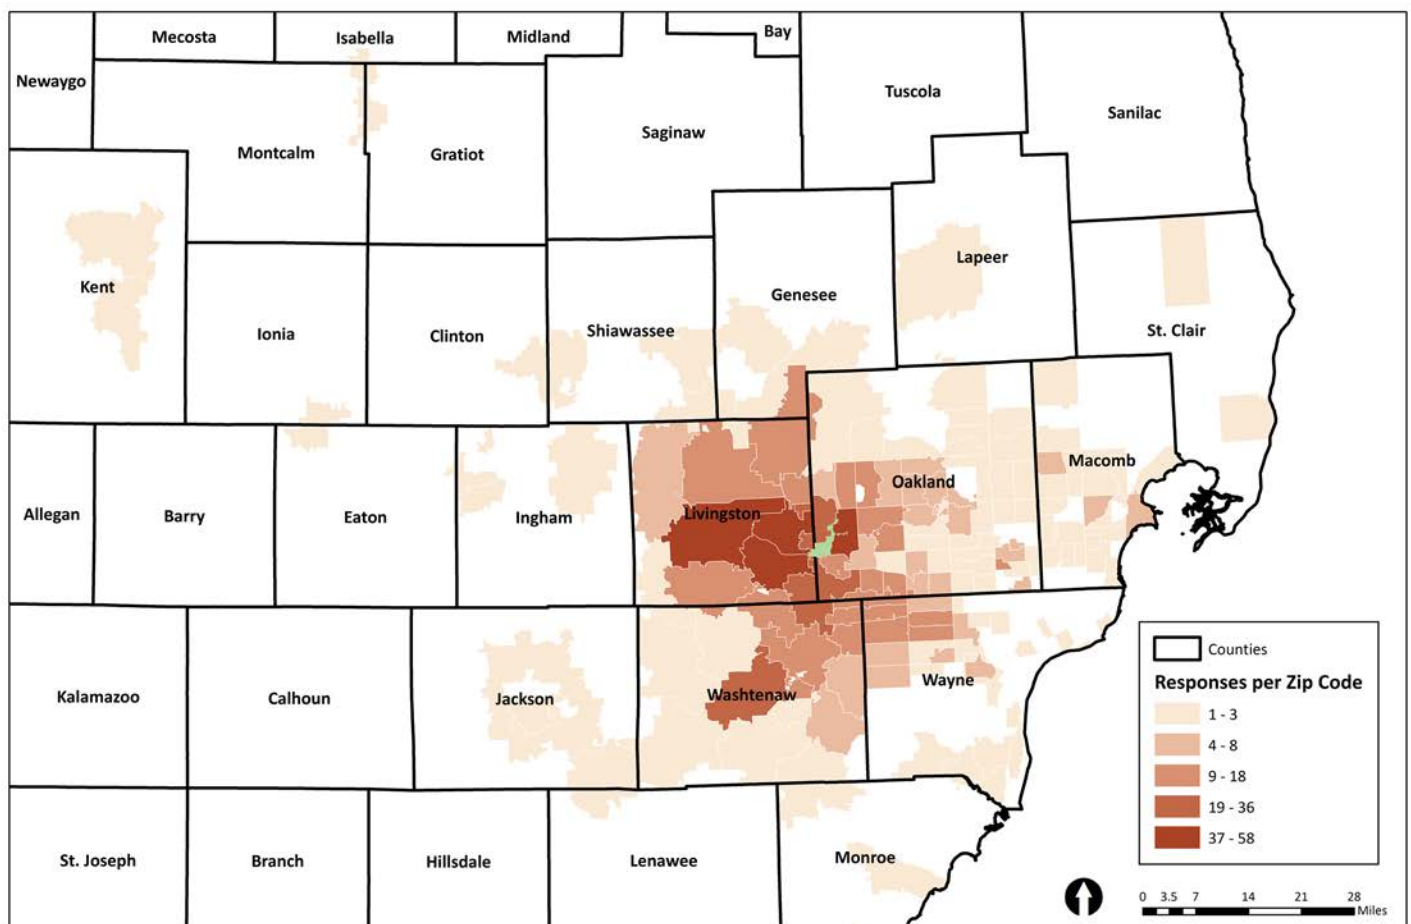 Mecosta
Isabella
Midland
Bay
Newaygo
Tuscola
Sanilac
Saginaw
Montcalm
Gratiot
Lapeer
Kent
Genesee
Ionia
Clinton
Shiawassee
St. Clair
Macomb
Oakland
Allegan
Barry
Eaton
Ingham
Livingston
Kalamazoo
Calhoun
Jackson
Washtenaw
Wayne
St. Joseph
Branch
Hillsdale
Lenawee
Monroe
Counties
Responses per Zip Code
1 - 3
4 - 8
9 - 18
19 - 36
37 - 58
0 3.5 7 14 21 28
Miles